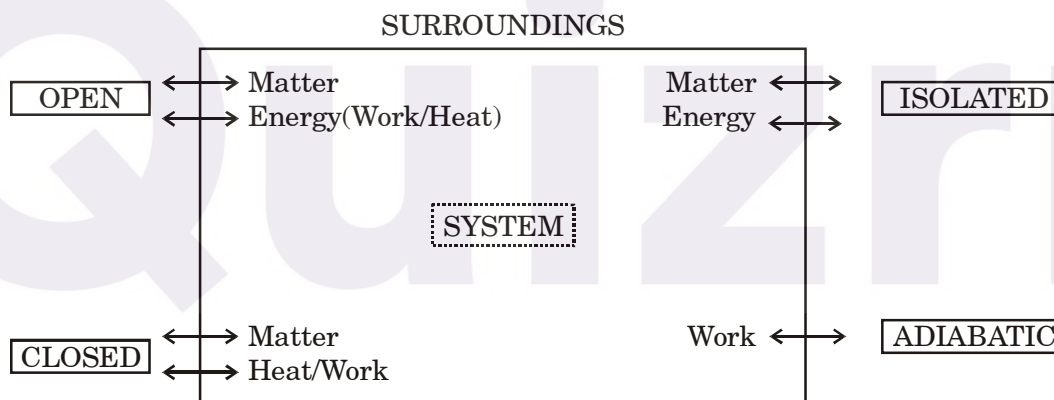 SURROUNDINGS
OPEN
Matter
Energy(Work/Heat)
Matter
Energy
ISOLATED
SYSTEM
CLOSED
Matter
Heat/Work
Work
ADIABATIC